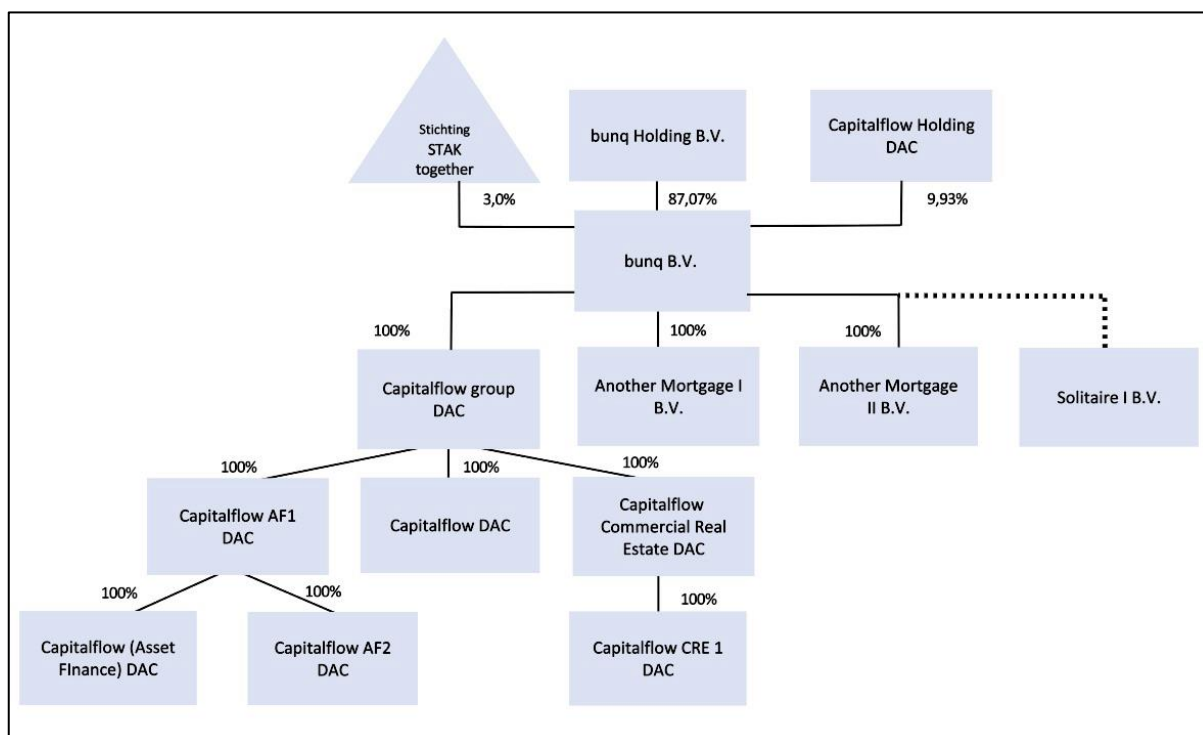 Stichting
STAK
together
bunq Holding B.V.
Capitalflow Holding
DAC
3,0%
87,07%
9,93%
bunq B.V.
100%
100%
100%
Capitalflow group
DAC
Another Mortgage I
B.V.
Another Mortgage
II B.V.
Solitaire I B.V.
100%
100%
100%
Capitalflow AF1
DAC
Capitalflow DAC
Capitalflow
Commercial Real
Estate DAC
100%
100%
100%
Capitalflow (Asset
FInance) DAC
Capitalflow AF2
DAC
Capitalflow CRE 1
DAC